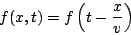 f(x,t) = f\left(t - \frac{x}{v}\right)